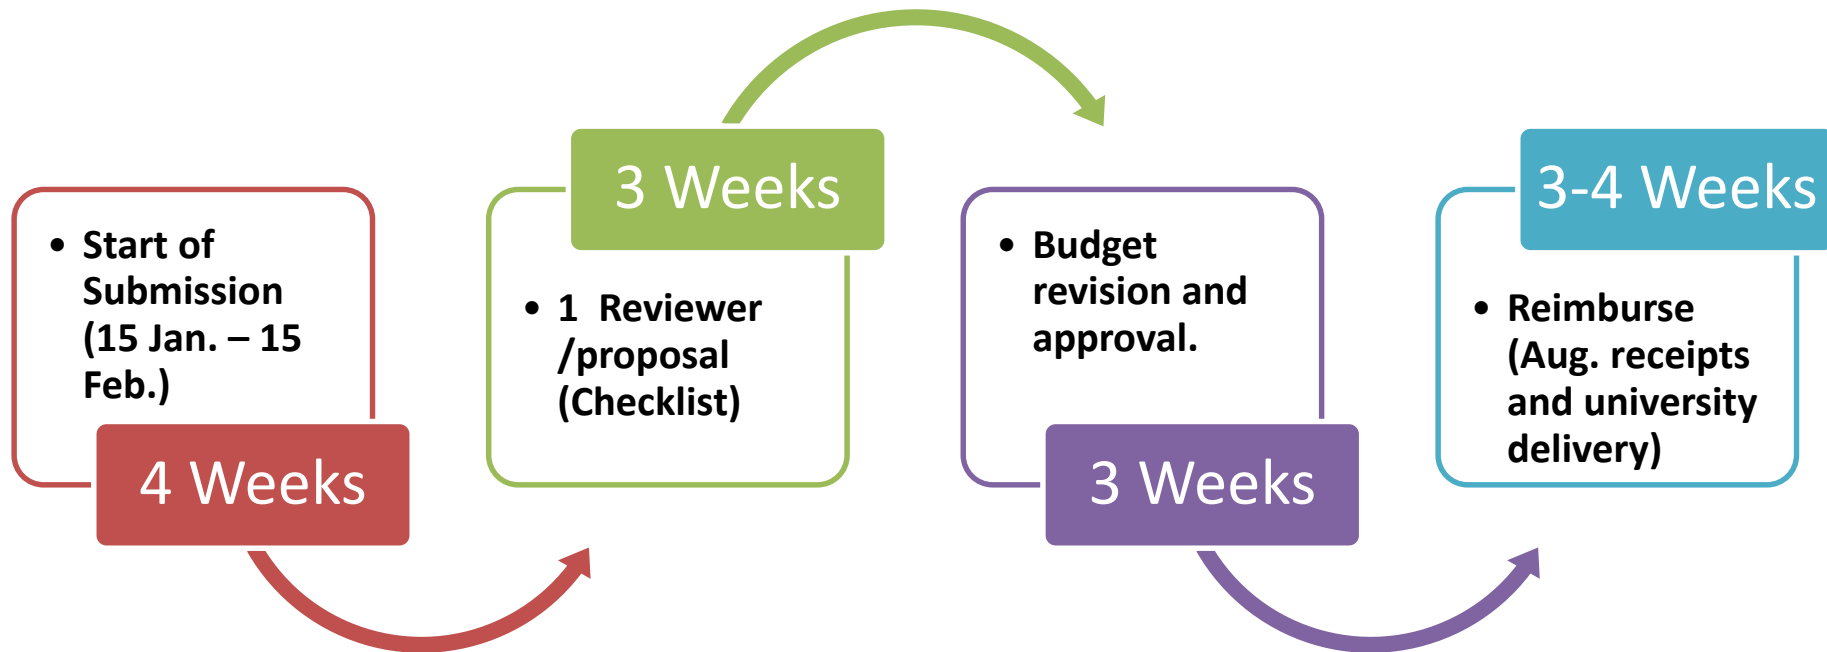 • Start of
Submission
(15 Jan. – 15
Feb.)
4 Weeks
3 Weeks
• 1  Reviewer
/proposal
(Checklist)
• Budget
revision and
approval.
3 Weeks
3-4 Weeks
• Reimburse
(Aug. receipts
and university
delivery)